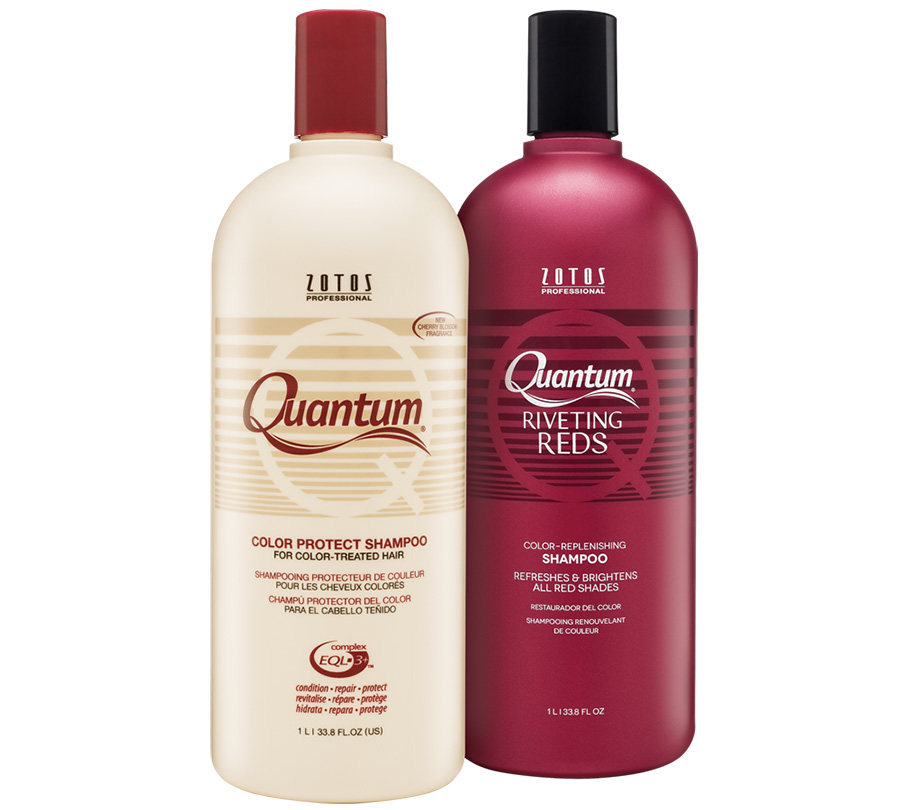 ZOTOS
PROFESSIONAL
NEW
CHERRY BLOSSOM
FRAGRANCE
Quantum®
COLOR PROTECT SHAMPOO
FOR COLOR-TREATED HAIR
SHAMPOOING PROTECTEUR DE COULEUR
POUR LES CHEVEUX COLORÉS
CHAMPÚ PROTECTOR DEL COLOR
PARA EL CABELLO TEÑIDO
complex
EQL•3+™
condition • repair • protect
revitalise • répare • protège
hidrata • repara • protege
1 L I 33.8 FL.OZ (US)
ZOTOS
PROFESSIONAL
Quantum®
RIVETING
REDS
COLOR-REPLENISHING
SHAMPOO
REFRESHES & BRIGHTENS
ALL RED SHADES
RESTAURADOR DEL COLOR
SHAMPOOING RENOUVELANT
DE COULEUR
1 L I 33.8 FL OZ